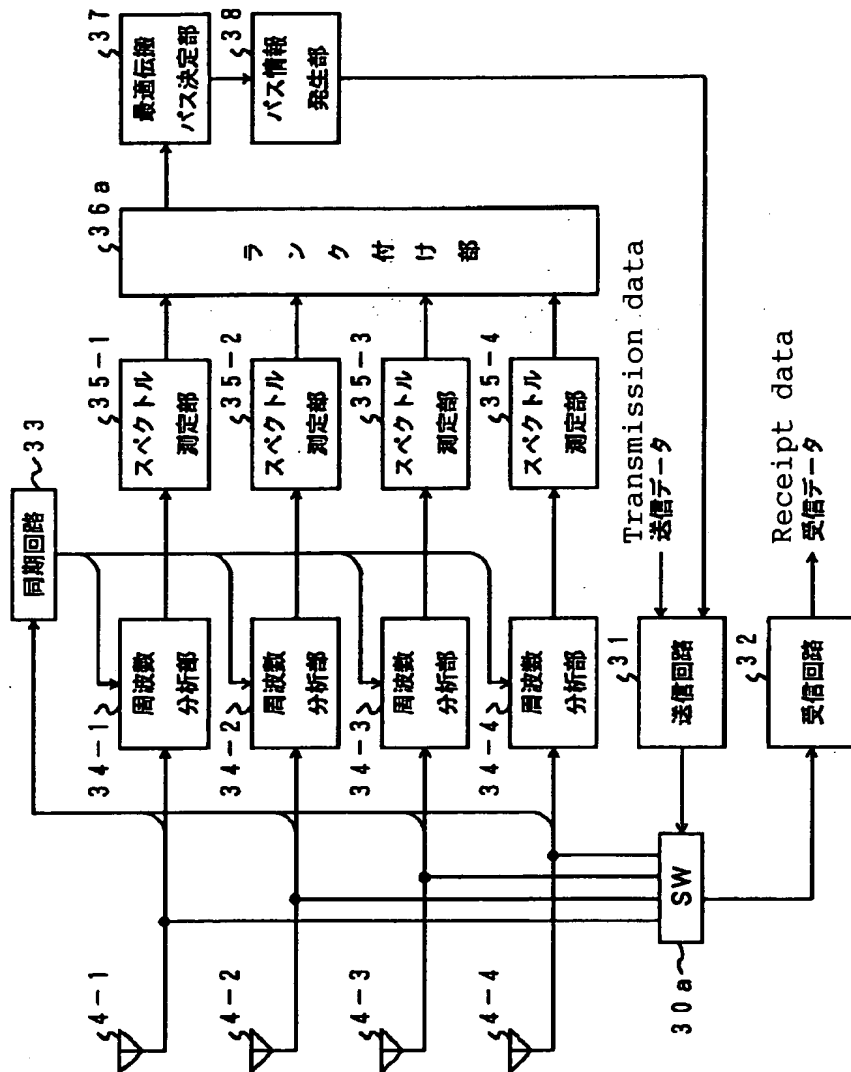 同期回路
33
4-1
34-1
周波数
分析部
35-1
スペクトル
測定部
36a
ランク付け部
37
最適伝搬
パス決定部
38
パス情報
発生部
4-2
34-2
周波数
分析部
35-2
スペクトル
測定部
4-3
34-3
周波数
分析部
35-3
スペクトル
測定部
4-4
34-4
周波数
分析部
35-4
スペクトル
測定部
30a
SW
31
送信回路
Transmission data
送信データ
32
受信回路
Receipt data
受信データ